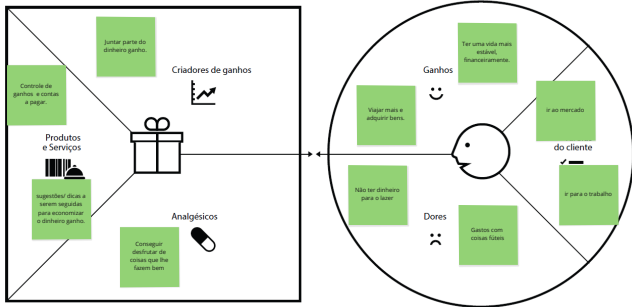 Juntar parte do
dinheiro ganho.
Criadores de ganhos
Controle de
ganhos e contas
a pagar.
Produtos
e Serviços
sugestões/ dicas a
serem seguidas
para economizar
o dinheiro ganho.
Analgésicos
Conseguir
desfrutar de
coisas que lhe
fazem bem
Ter uma vida mais
estável,
financeiramente.
Ganhos
Viajar mais e
adquirir bens.
ir ao mercado
do cliente
Não ter dinheiro
para o lazer
ir para o trabalho
Dores
Gastos com
coisas fúteis